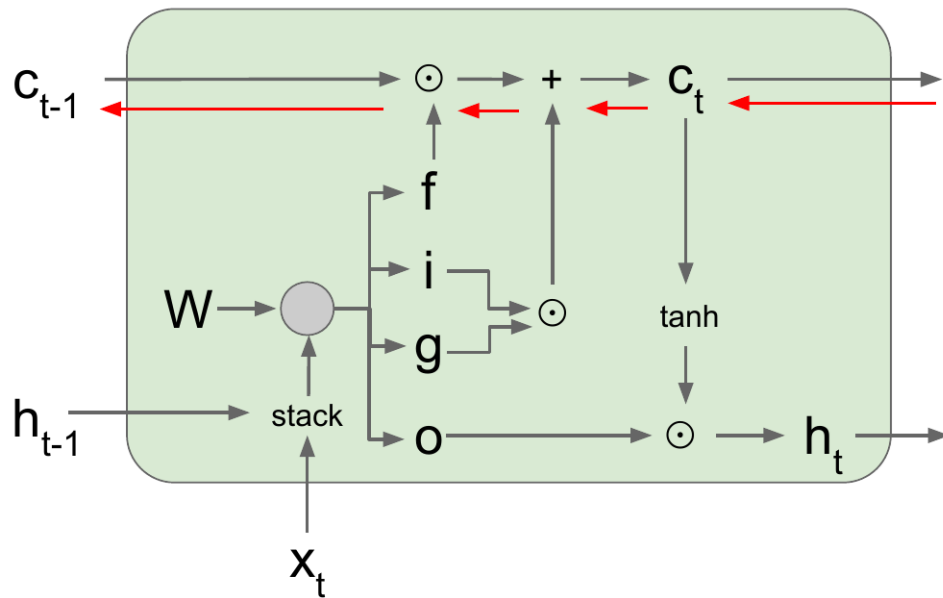 c_{t-1} ⊙ + c_t
f
i
W ⊙ tanh
g
h_{t-1} stack
o ⊙ h_t
x_t